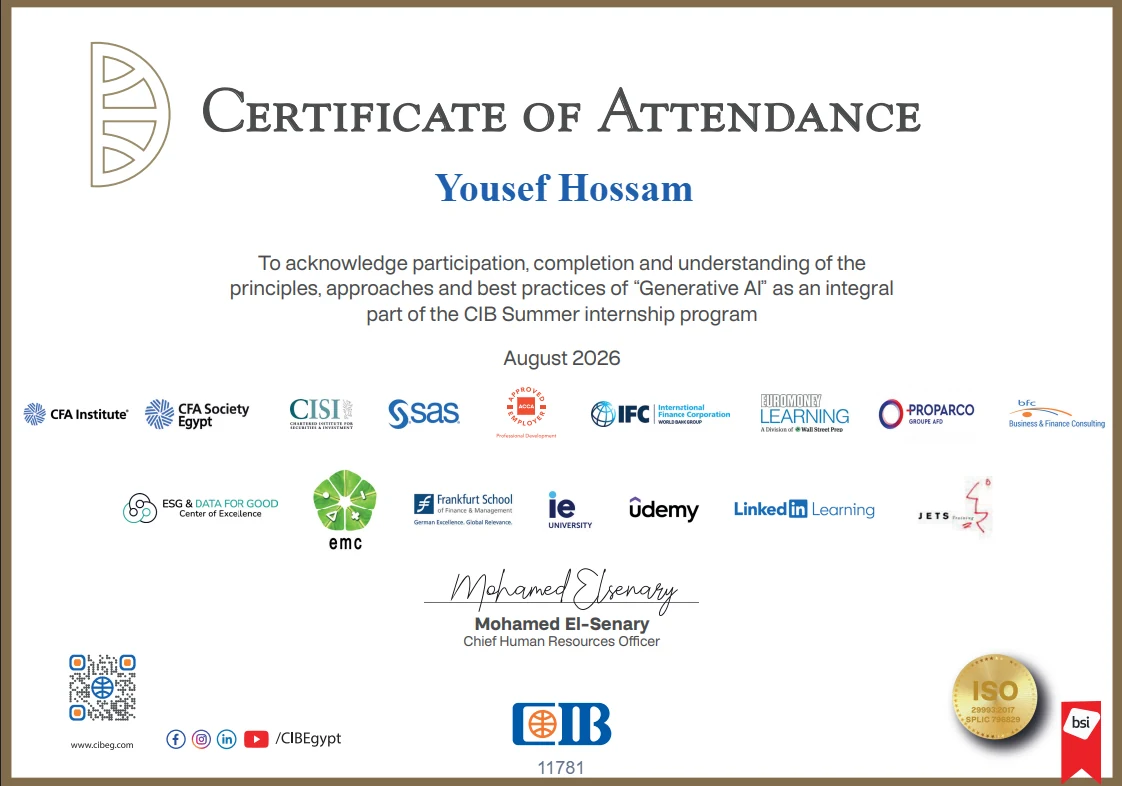 CERTIFICATE OF ATTENDANCE
Yousef Hossam
To acknowledge participation, completion and understanding of the
principles, approaches and best practices of “Generative AI” as an integral
part of the CIB Summer internship program
August 2026
CFA Institute
CFA Society
Egypt
CISI
CHARTERED INSTITUTE FOR
SECURITIES & INVESTMENT
sas
APPROVED
ACCA
EMPLOYER
Professional Development
IFC
International
Finance Corporation
WORLD BANK GROUP
EUROMONEY
LEARNING
A Division of Wall Street Prep
PROPARCO
GROUPE AFD
bfc
Business & Finance Consulting
ESG & DATA FOR GOOD
Center of Excellence
emc
Frankfurt School
of Finance & Management
German Excellence. Global Relevance.
ie
UNIVERSITY
ûdemy
Linked in Learning
JETS
Mohamed Elsenary
Mohamed El-Senary
Chief Human Resources Officer
www.cibeg.com
/CIBEgypt
CIB
11781
ISO
bsi